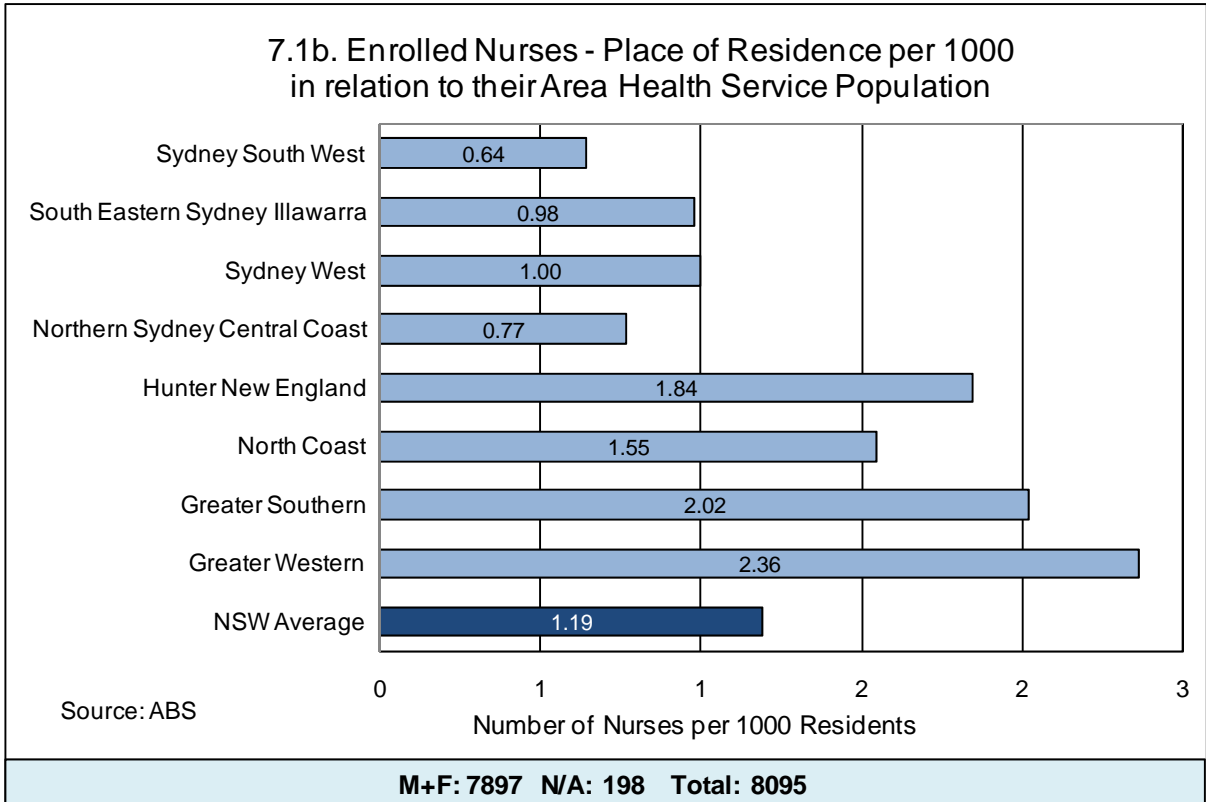 7.1b. Enrolled Nurses - Place of Residence per 1000
in relation to their Area Health Service Population
Sydney South West
0.64
South Eastern Sydney Illawarra
0.98
Sydney West
1.00
Northern Sydney Central Coast
0.77
Hunter New England
1.84
North Coast
1.55
Greater Southern
2.02
Greater Western
2.36
NSW Average
1.19
0 1 1 2 2 3
Source: ABS
Number of Nurses per 1000 Residents
M+F: 7897 N/A: 198 Total: 8095